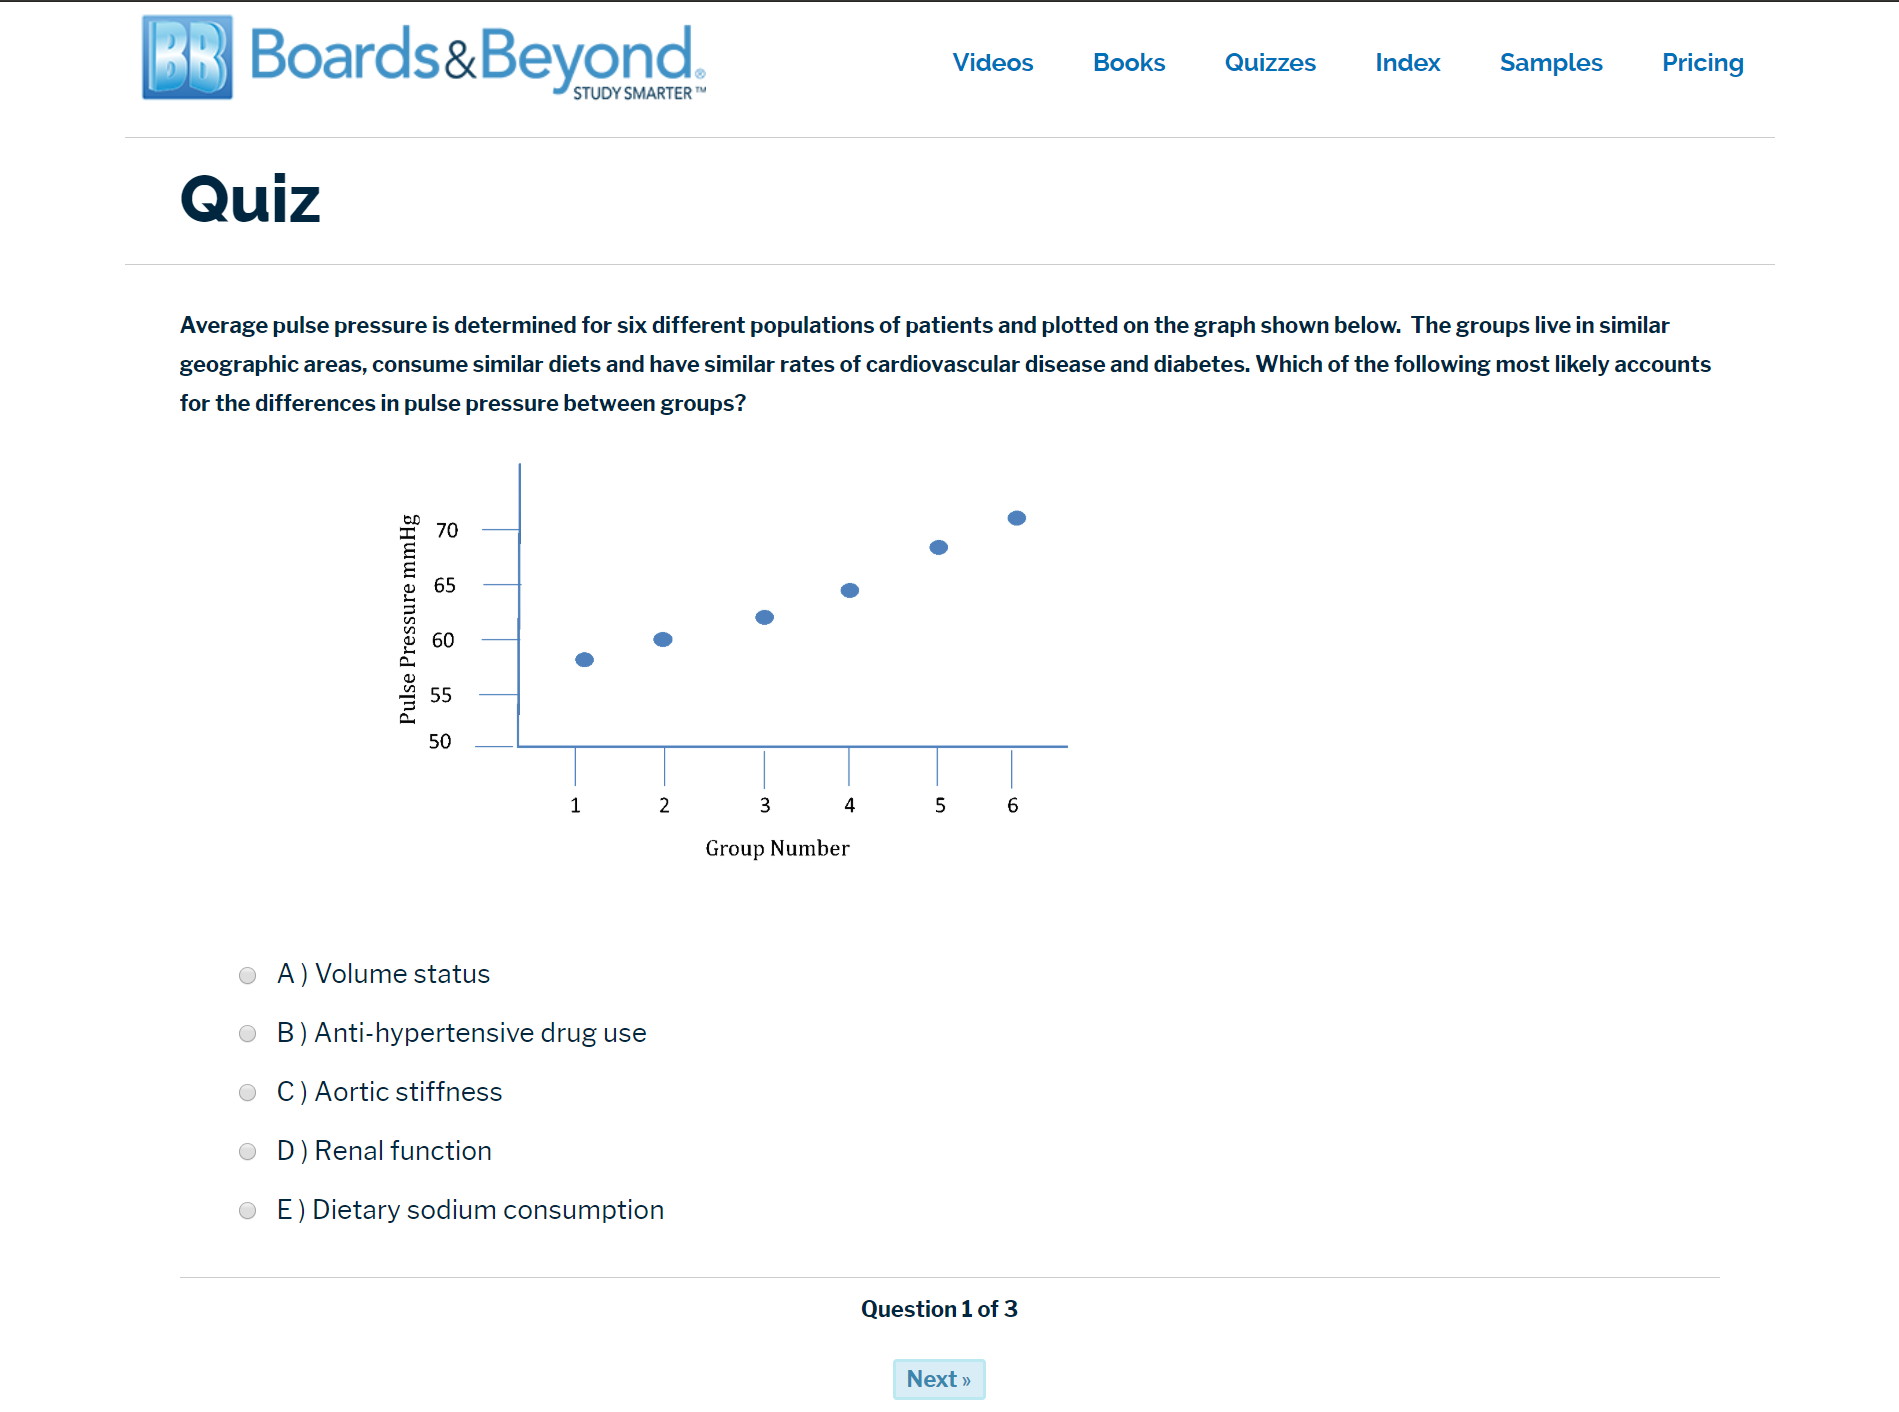 BB Boards&Beyond®
STUDY SMARTER™
Videos Books Quizzes Index Samples Pricing
Quiz
Average pulse pressure is determined for six different populations of patients and plotted on the graph shown below. The groups live in similar
geographic areas, consume similar diets and have similar rates of cardiovascular disease and diabetes. Which of the following most likely accounts
for the differences in pulse pressure between groups?
Pulse Pressure mmHg
70
65
60
55
50
1 2 3 4 5 6
Group Number
A ) Volume status
B ) Anti-hypertensive drug use
C ) Aortic stiffness
D ) Renal function
E ) Dietary sodium consumption
Question 1 of 3
Next »